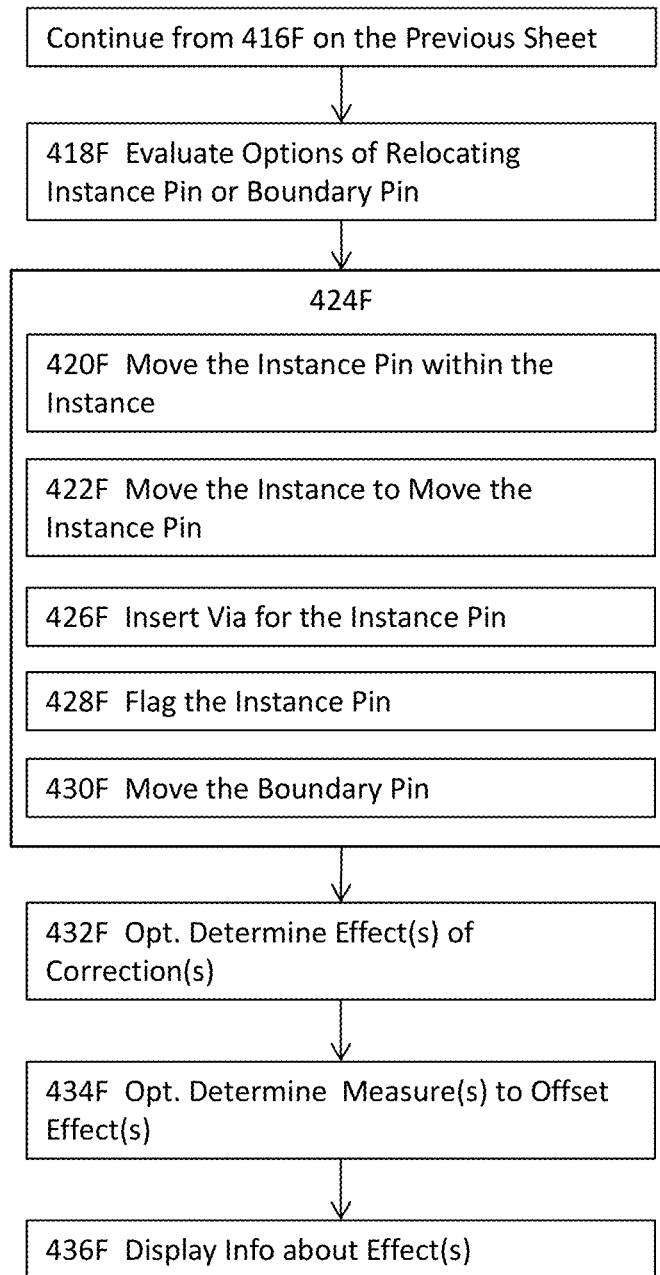 Continue from 416F on the Previous Sheet
418F Evaluate Options of Relocating
Instance Pin or Boundary Pin
424F
420F Move the Instance Pin within the
Instance
422F Move the Instance to Move the
Instance Pin
426F Insert Via for the Instance Pin
428F Flag the Instance Pin
430F Move the Boundary Pin
432F Opt. Determine Effect(s) of
Correction(s)
434F Opt. Determine Measure(s) to Offset
Effect(s)
436F Display Info about Effect(s)